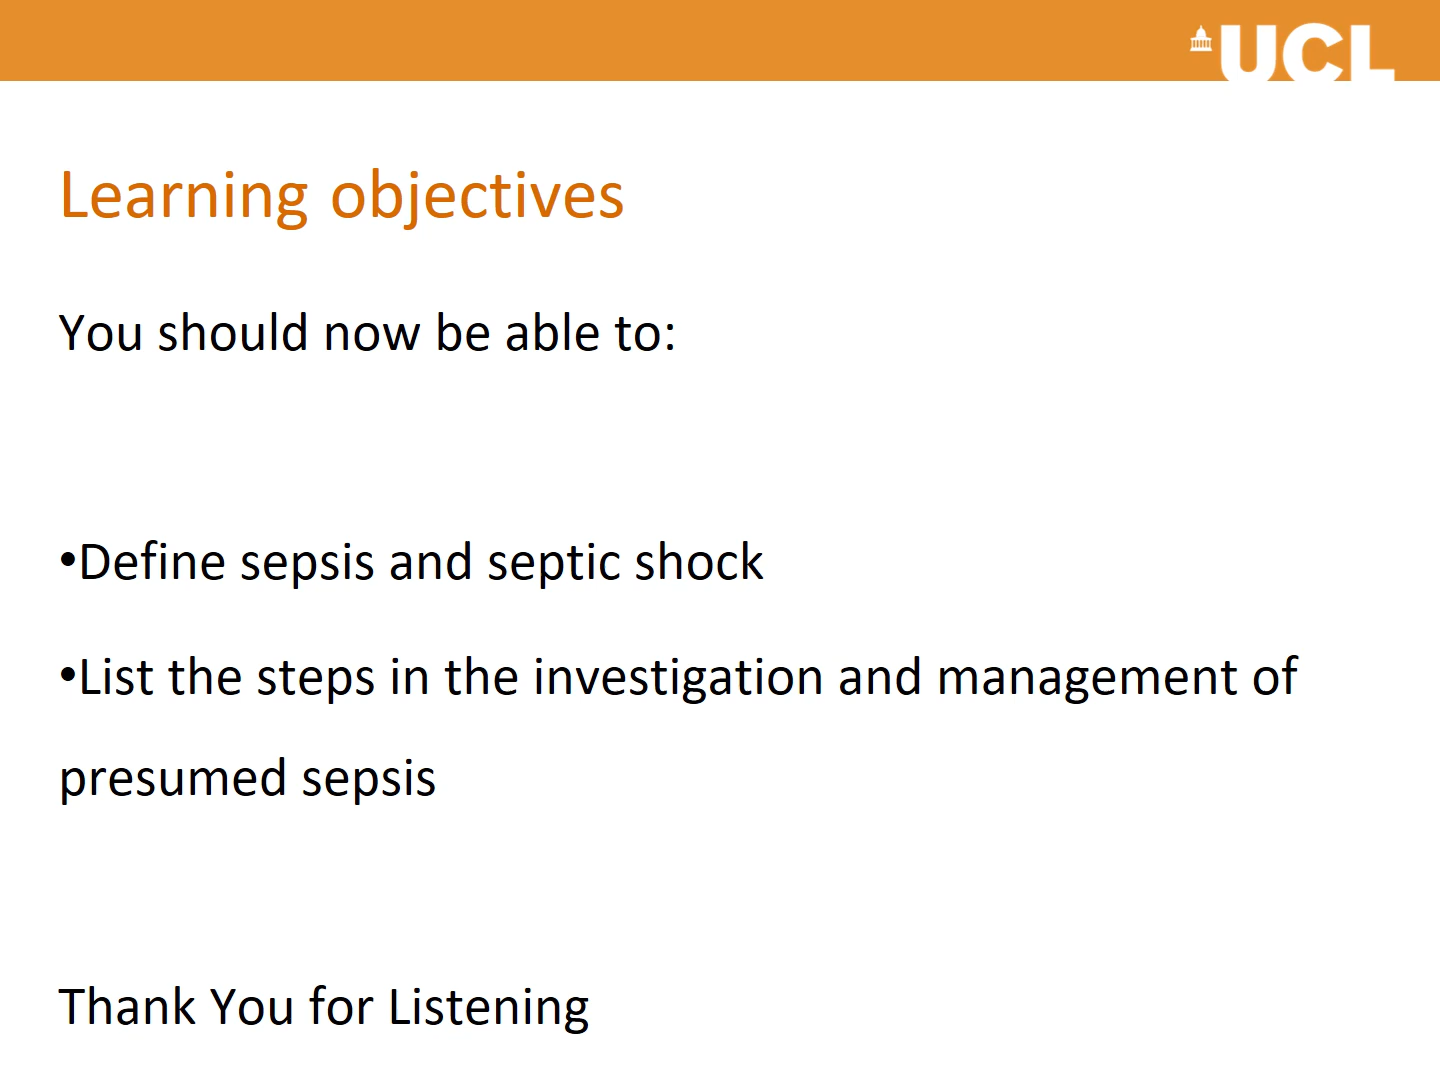 UCL
Learning objectives
You should now be able to:
•Define sepsis and septic shock
•List the steps in the investigation and management of
presumed sepsis
Thank You for Listening